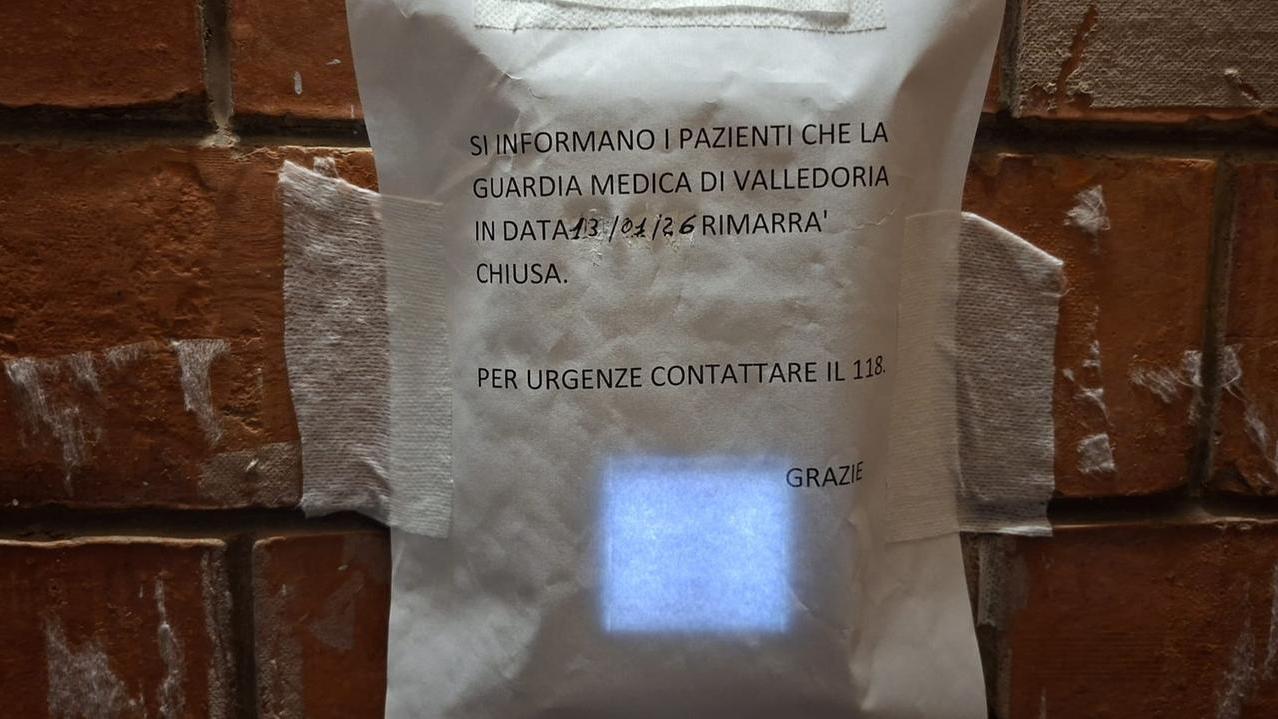 SI INFORMANO I PAZIENTI CHE LA
GUARDIA MEDICA DI VALLEDORIA
IN DATA 13/01/26 RIMARRA'
CHIUSA.
PER URGENZE CONTATTARE IL 118.
GRAZIE